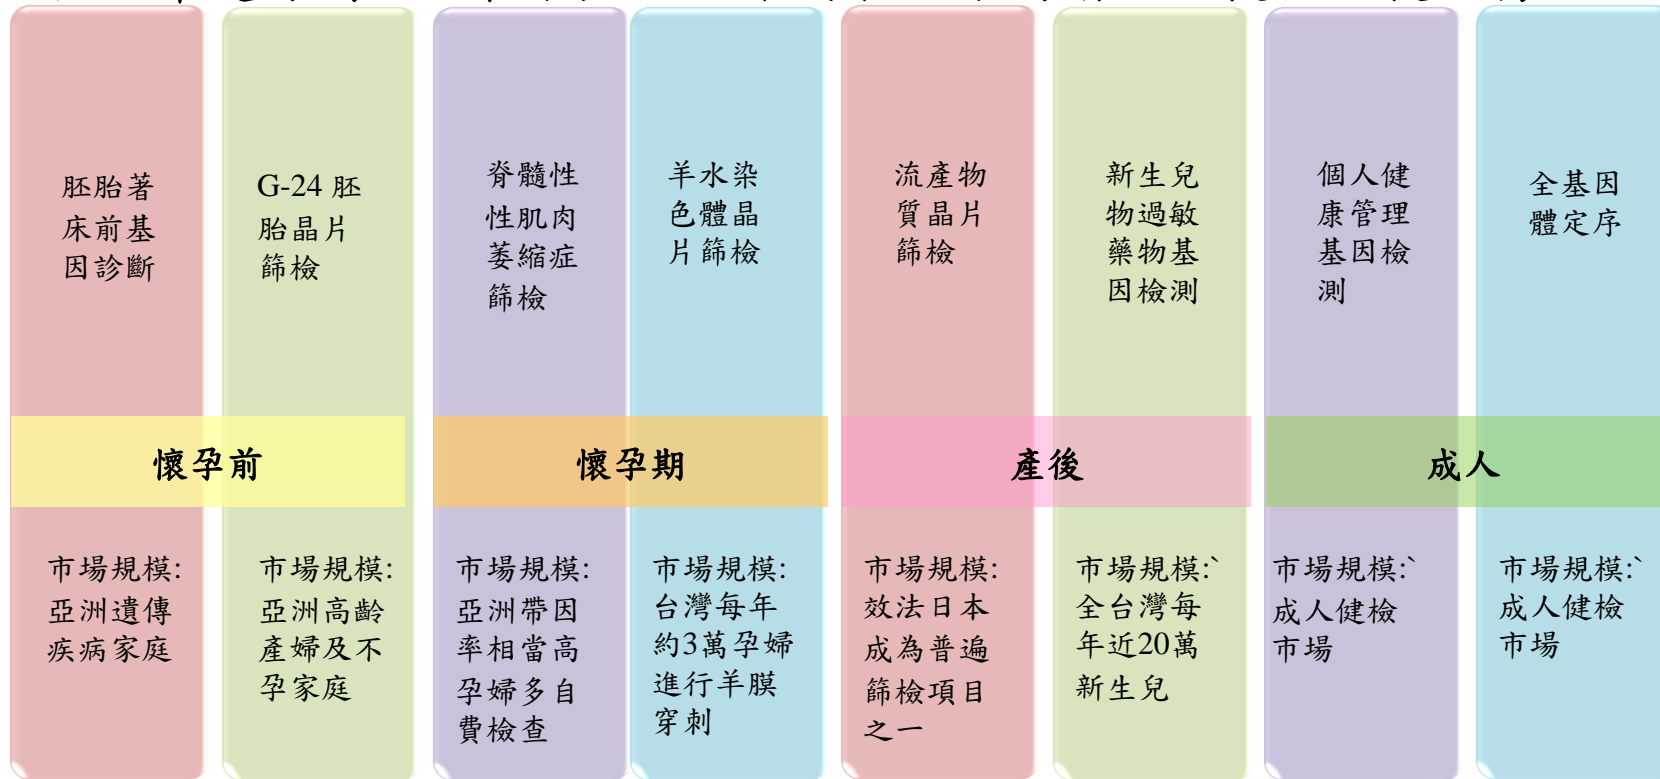 胚胎著
床前基
因診斷
G-24 胚
胎晶片
篩檢
脊髓性
性肌肉
萎縮症
篩檢
羊水染
色體晶
片篩檢
流產物
質晶片
篩檢
新生兒
物過敏
藥物基
因檢測
個人健
康管理
基因檢
測
全基因
體定序
懷孕前
懷孕期
產後
成人
市場規模:
亞洲遺傳
疾病家庭
市場規模:
亞洲高齡
產婦及不
孕家庭
市場規模:
亞洲帶因
率相當高
孕婦多自
費檢查
市場規模:
台灣每年
約3萬孕婦
進行羊膜
穿刺
市場規模:
效法日本
成為普遍
篩檢項目
之一
市場規模:`
全台灣每
年近20萬
新生兒
市場規模:`
成人健檢
市場
市場規模:`
成人健檢
市場